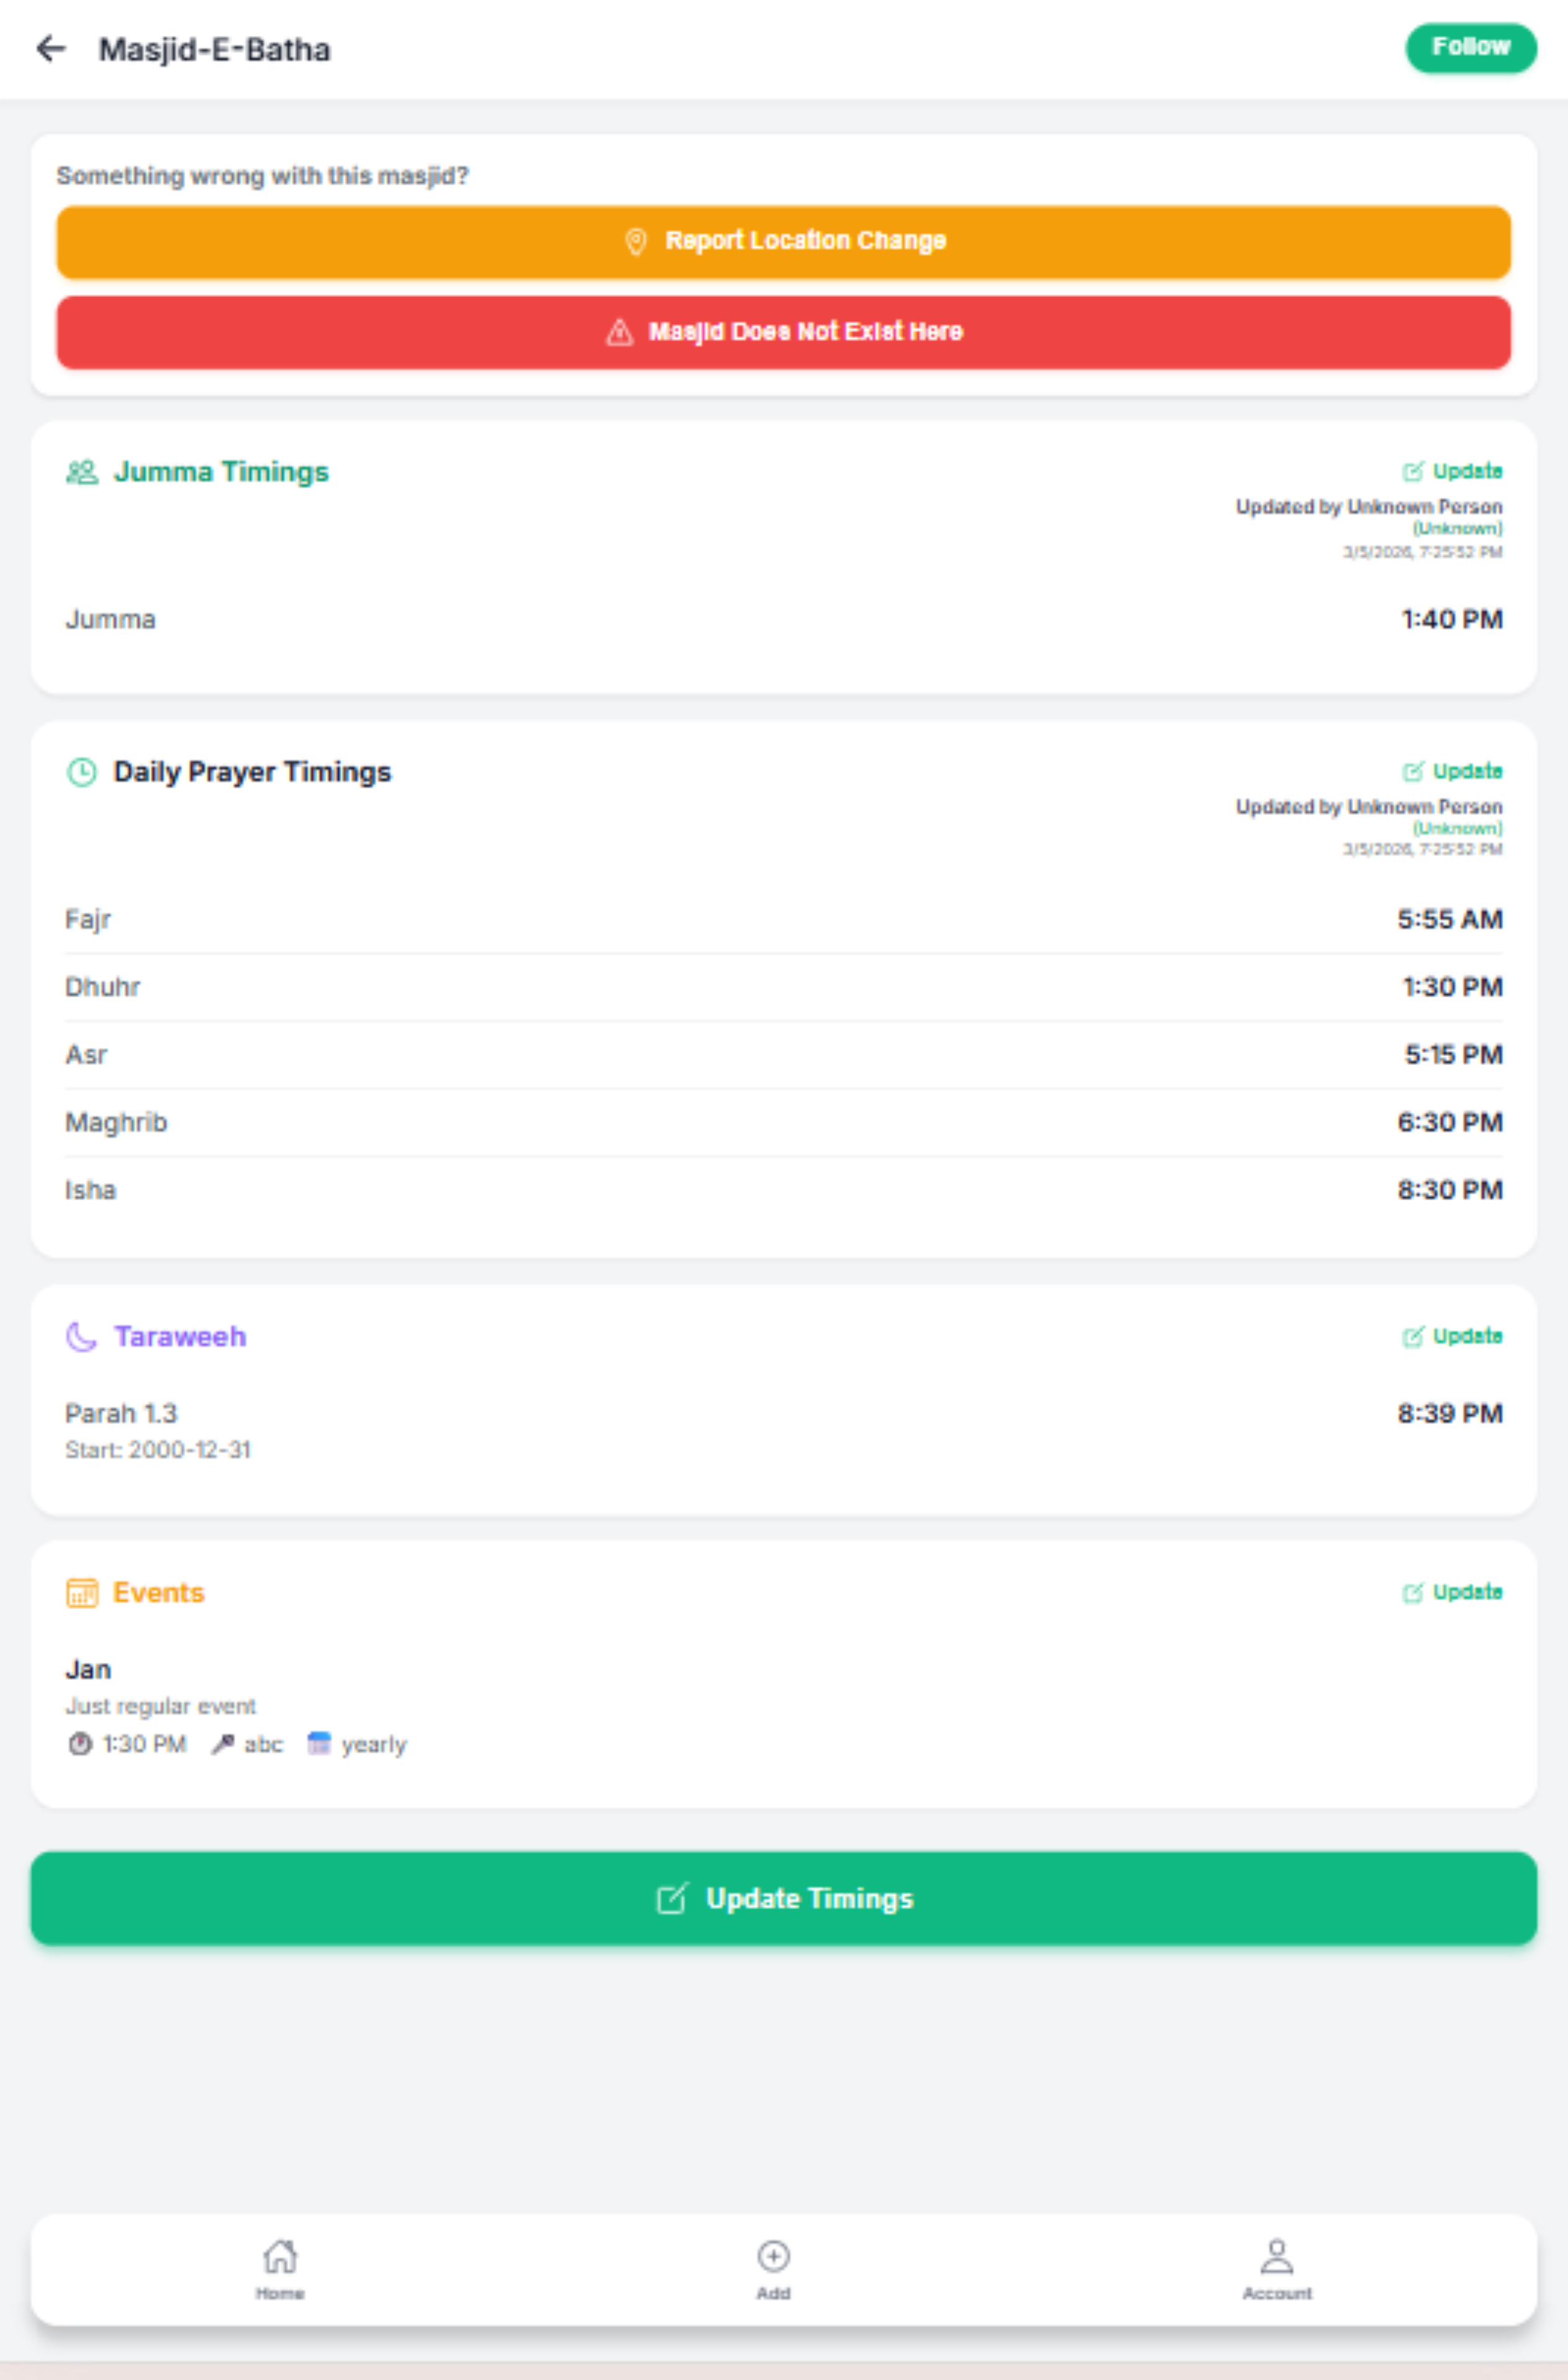 Masjid-E-Batha
Follow
Something wrong with this masjid?
Report Location Change
Masjid Does Not Exist Here
Jumma Timings
Update
Updated by Unknown Person
(Unknown)
3/5/2026, 7:25:52 PM
Jumma 1:40 PM
Daily Prayer Timings
Update
Updated by Unknown Person
(Unknown)
3/5/2026, 7:25:52 PM
Fajr 5:55 AM
Dhuhr 1:30 PM
Asr 5:15 PM
Maghrib 6:30 PM
Isha 8:30 PM
Taraweeh
Update
Parah 1.3 8:39 PM
Start: 2000-12-31
Events
Update
Jan
Just regular event
1:30 PM abc yearly
Update Timings
Home Add Account